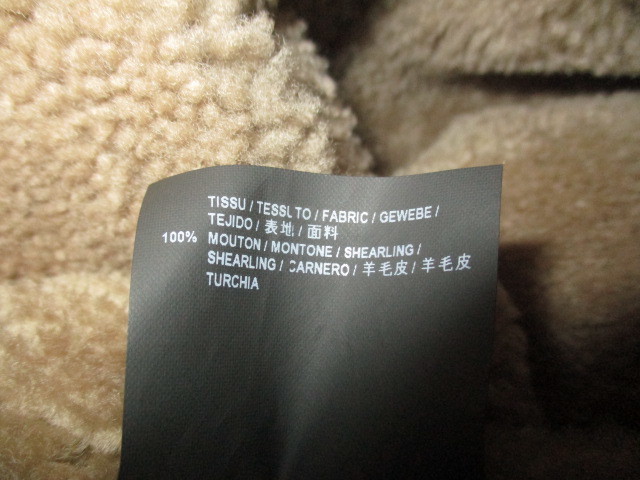 TISSU / TESSUTO / FABRIC / GEWEBE /
TEJIDO / 表地 / 面料
100% MOUTON / MONTONE / SHEARLING /
SHEARLING / CARNERO / 羊毛皮 / 羊毛皮
TURCHIA